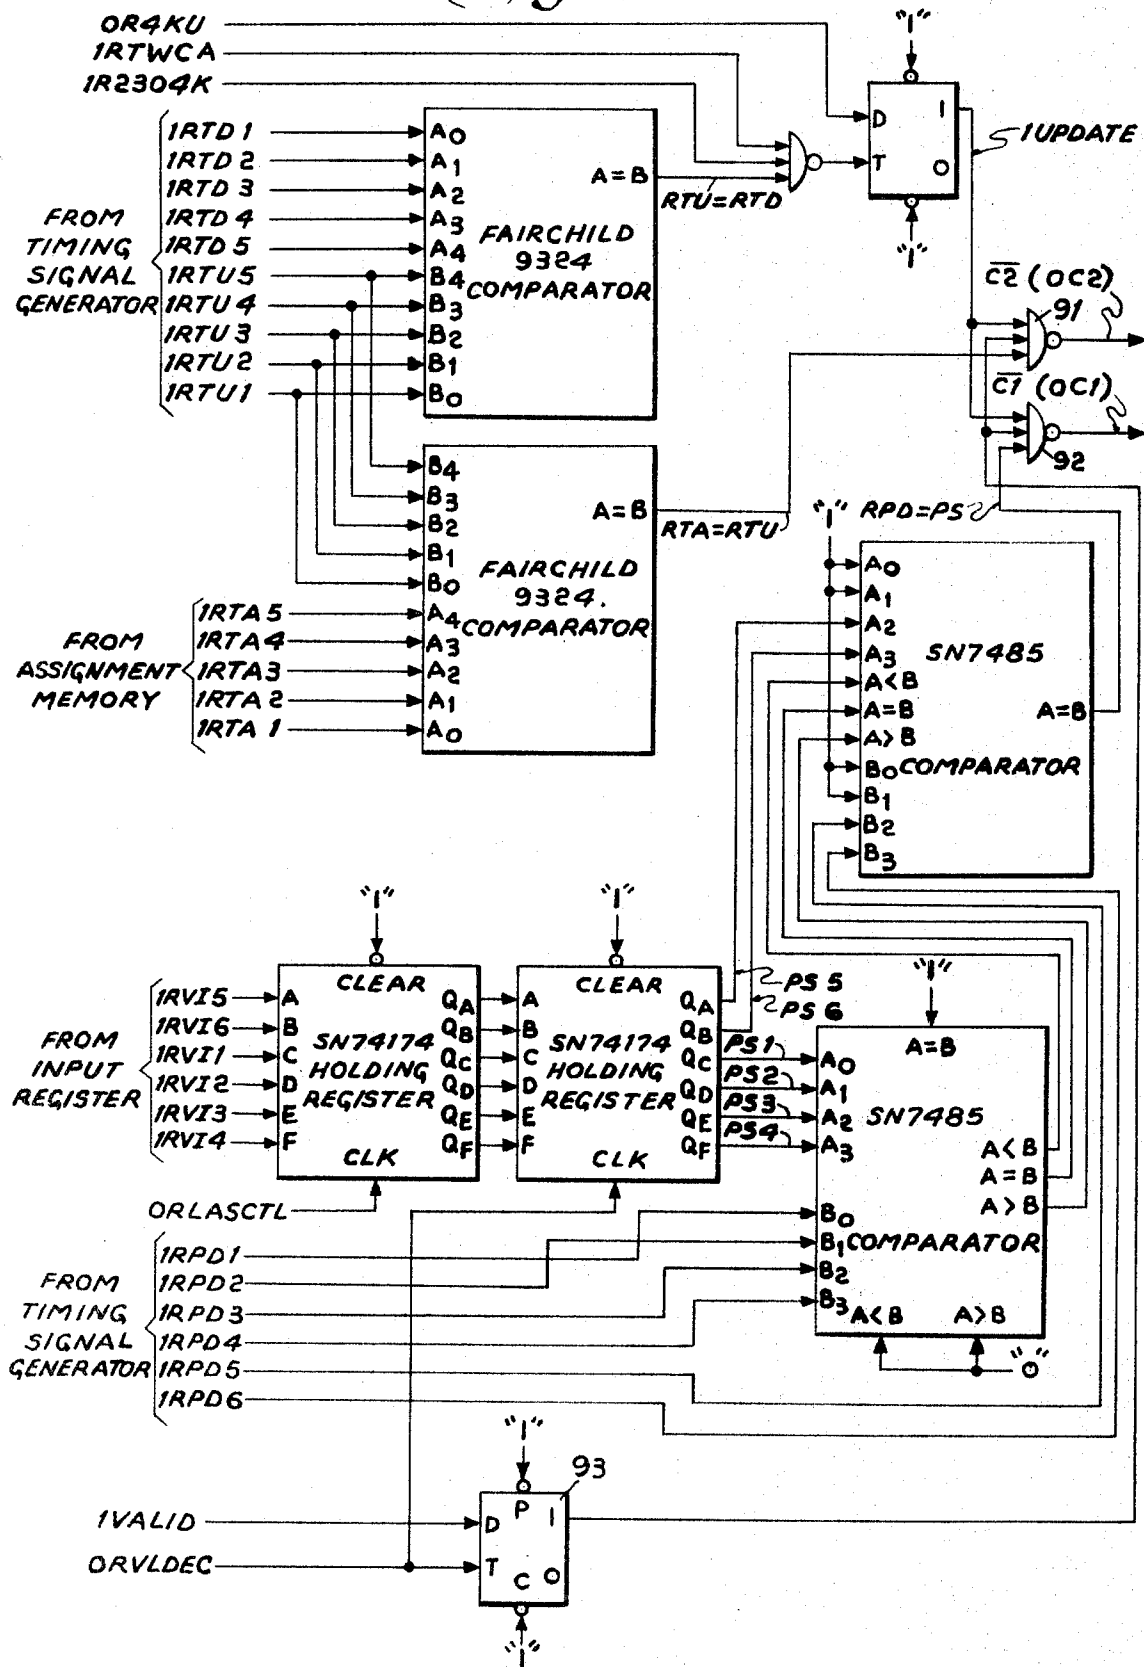 0R4KU
1RTWCA
1R2304K
"1"
D 1
T 0
1UPDATE
"1"
FROM
TIMING
SIGNAL
GENERATOR
1RTD1
1RTD2
1RTD3
1RTD4
1RTD5
1RTU5
1RTU4
1RTU3
1RTU2
1RTU1
A0
A1
A2
A3
A4
B4
B3
B2
B1
B0
A=B
FAIRCHILD
9324
COMPARATOR
RTU=RTD
C2 (0C2)
91
C1 (0C1)
92
B4
B3
B2
B1
B0
A4
A3
A2
A1
A0
A=B
FAIRCHILD
9324.
COMPARATOR
RTA=RTU
FROM
ASSIGNMENT
MEMORY
1RTA5
1RTA4
1RTA3
1RTA2
1RTA1
"1"
RPD=PS
A0
A1
A2
A3
A<B
A=B
A>B
B0
B1
B2
B3
SN7485
COMPARATOR
A=B
"1"
"1"
FROM
INPUT
REGISTER
1RVI5
1RVI6
1RVI1
1RVI2
1RVI3
1RVI4
A
B
C
D
E
F
CLEAR
SN74174
HOLDING
REGISTER
CLK
QA
QB
QC
QD
QE
QF
A
B
C
D
E
F
CLEAR
SN74174
HOLDING
REGISTER
CLK
QA
QB
QC
QD
QE
QF
PS5
PS6
PS1
PS2
PS3
PS4
"1"
A=B
A0
A1
A2
A3
SN7485
A<B
A=B
A>B
B0
B1
B2
B3
COMPARATOR
A<B A>B
"0"
0RLASCTL
FROM
TIMING
SIGNAL
GENERATOR
1RPD1
1RPD2
1RPD3
1RPD4
1RPD5
1RPD6
"1"
93
1VALID
0RVLDEC
P
D 1
T 0
C
"1"